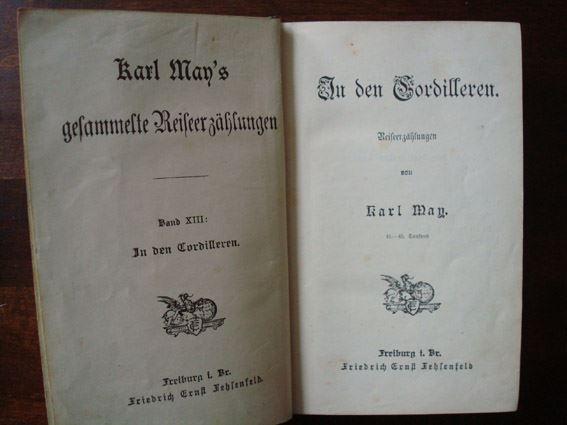 Karl May's
gesammelte Reiseerzählungen
Band XIII:
In den Cordilleren.
Freiburg i. Br.
Friedrich Ernst Fehsenfeld.
In den Cordilleren.
Reiseerzählungen
von
Karl May.
Tausend
Freiburg i. Br.
Friedrich Ernst Fehsenfeld